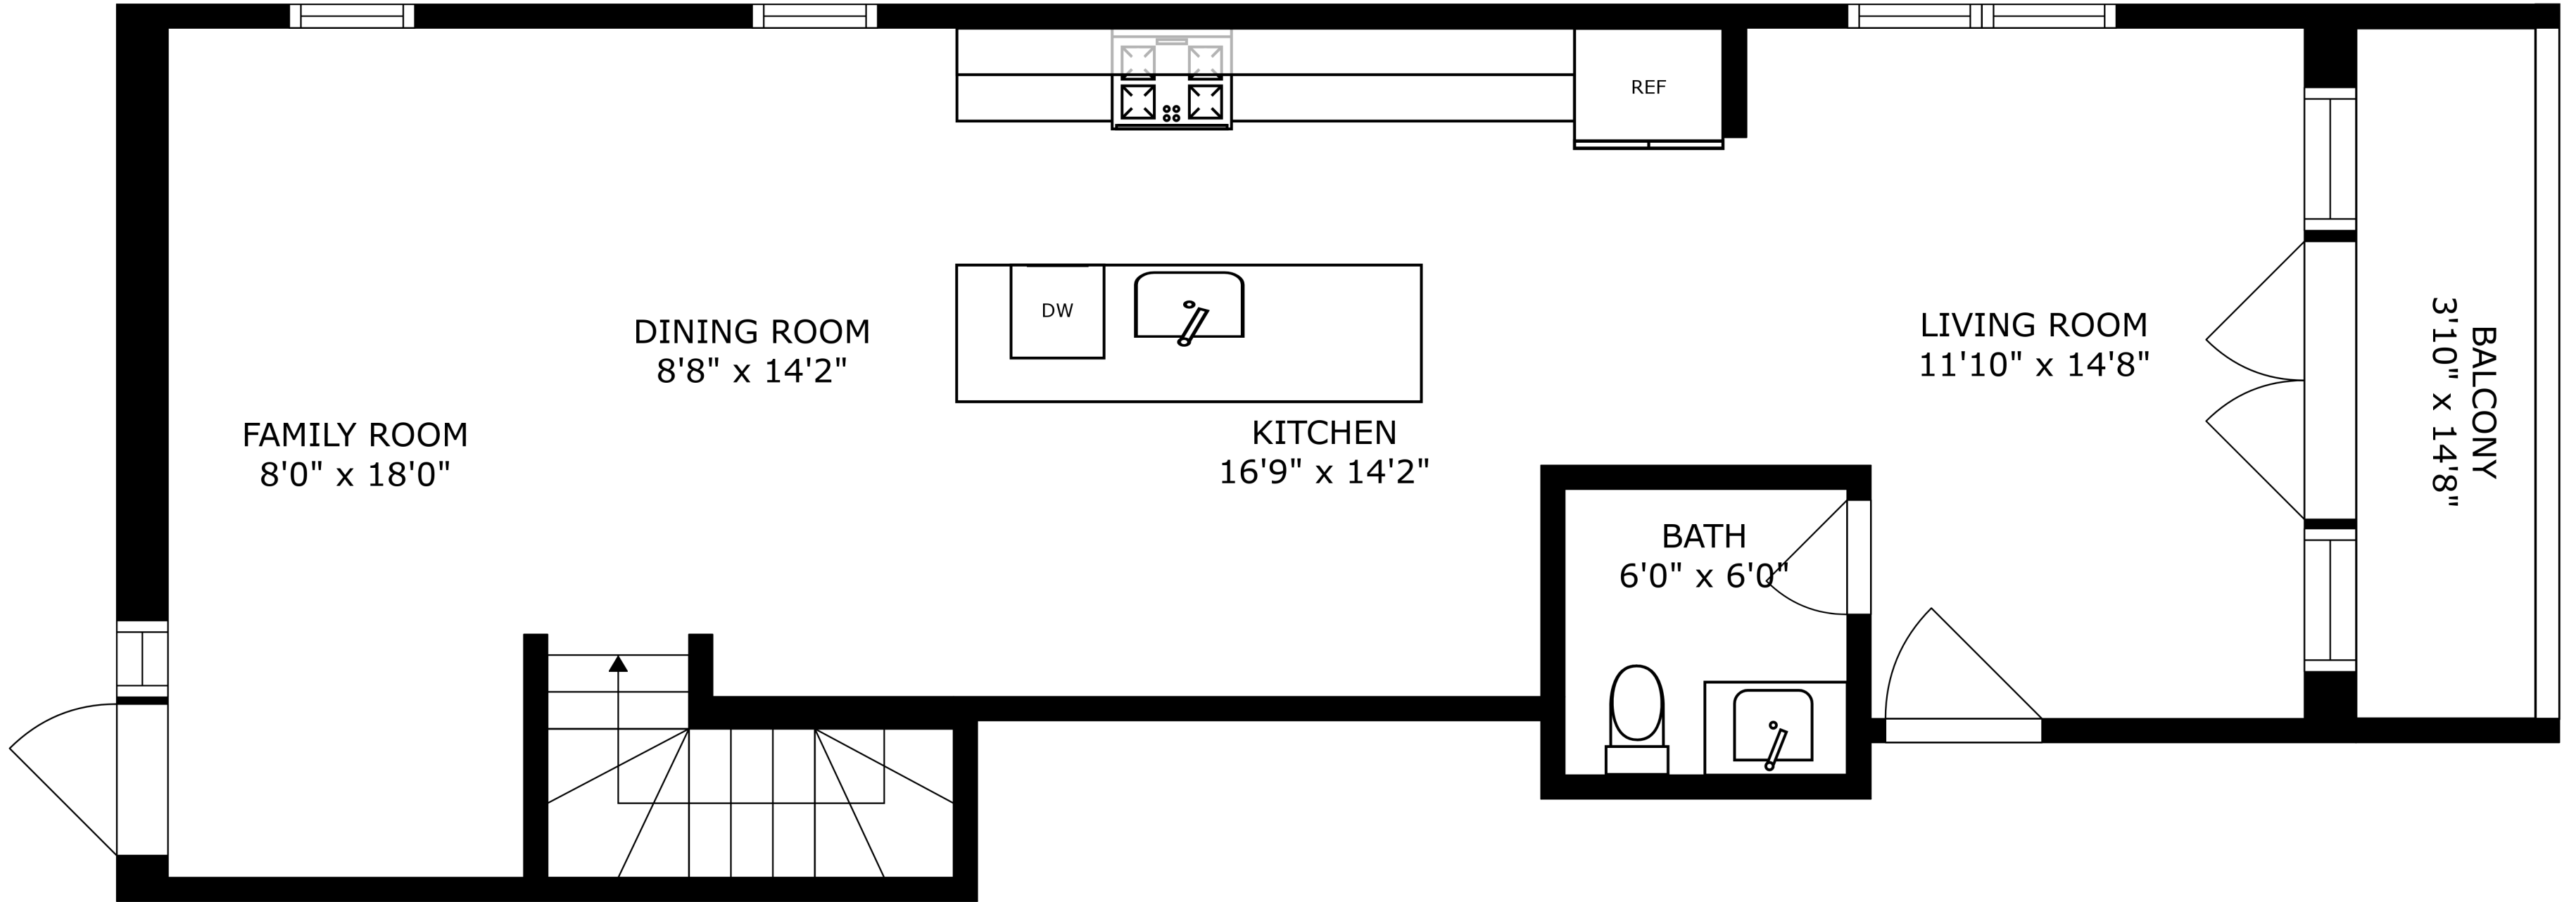 REF
DW
DINING ROOM
8'8" x 14'2"
LIVING ROOM
11'10" x 14'8"
BALCONY
3'10" x 14'8"
FAMILY ROOM
8'0" x 18'0"
KITCHEN
16'9" x 14'2"
BATH
6'0" x 6'0"